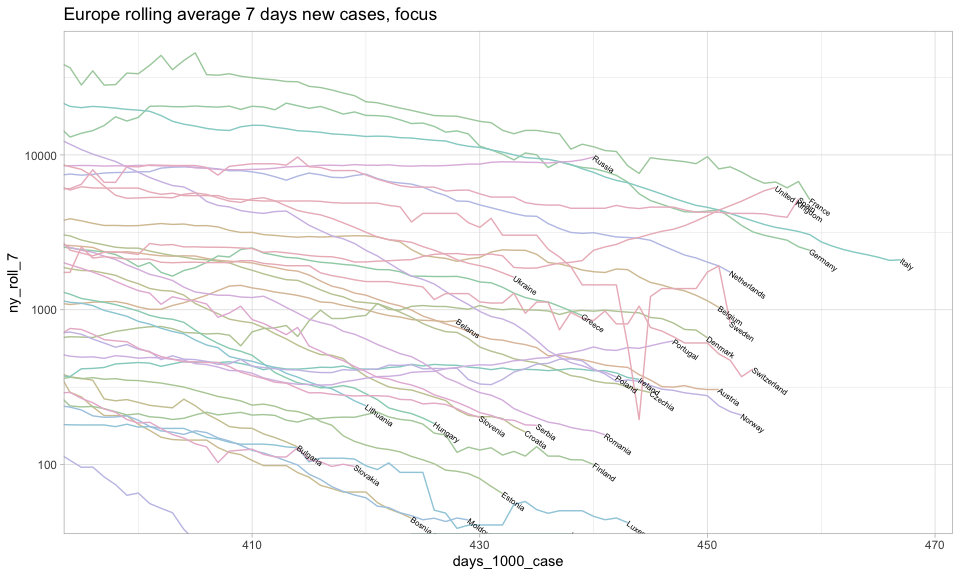 Europe rolling average 7 days new cases, focus
ny_roll_7
10000
1000
100
Russia
United Kingdom
France
Germany
Italy
Ukraine
Netherlands
Greece
Belgium
Sweden
Belarus
Portugal
Denmark
Switzerland
Poland
Ireland
Czechia
Austria
Norway
Lithuania
Hungary
Slovenia
Serbia
Croatia
Romania
Bulgaria
Slovakia
Finland
Estonia
Bosnia
Moldo
Luxe
410
430
450
470
days_1000_case